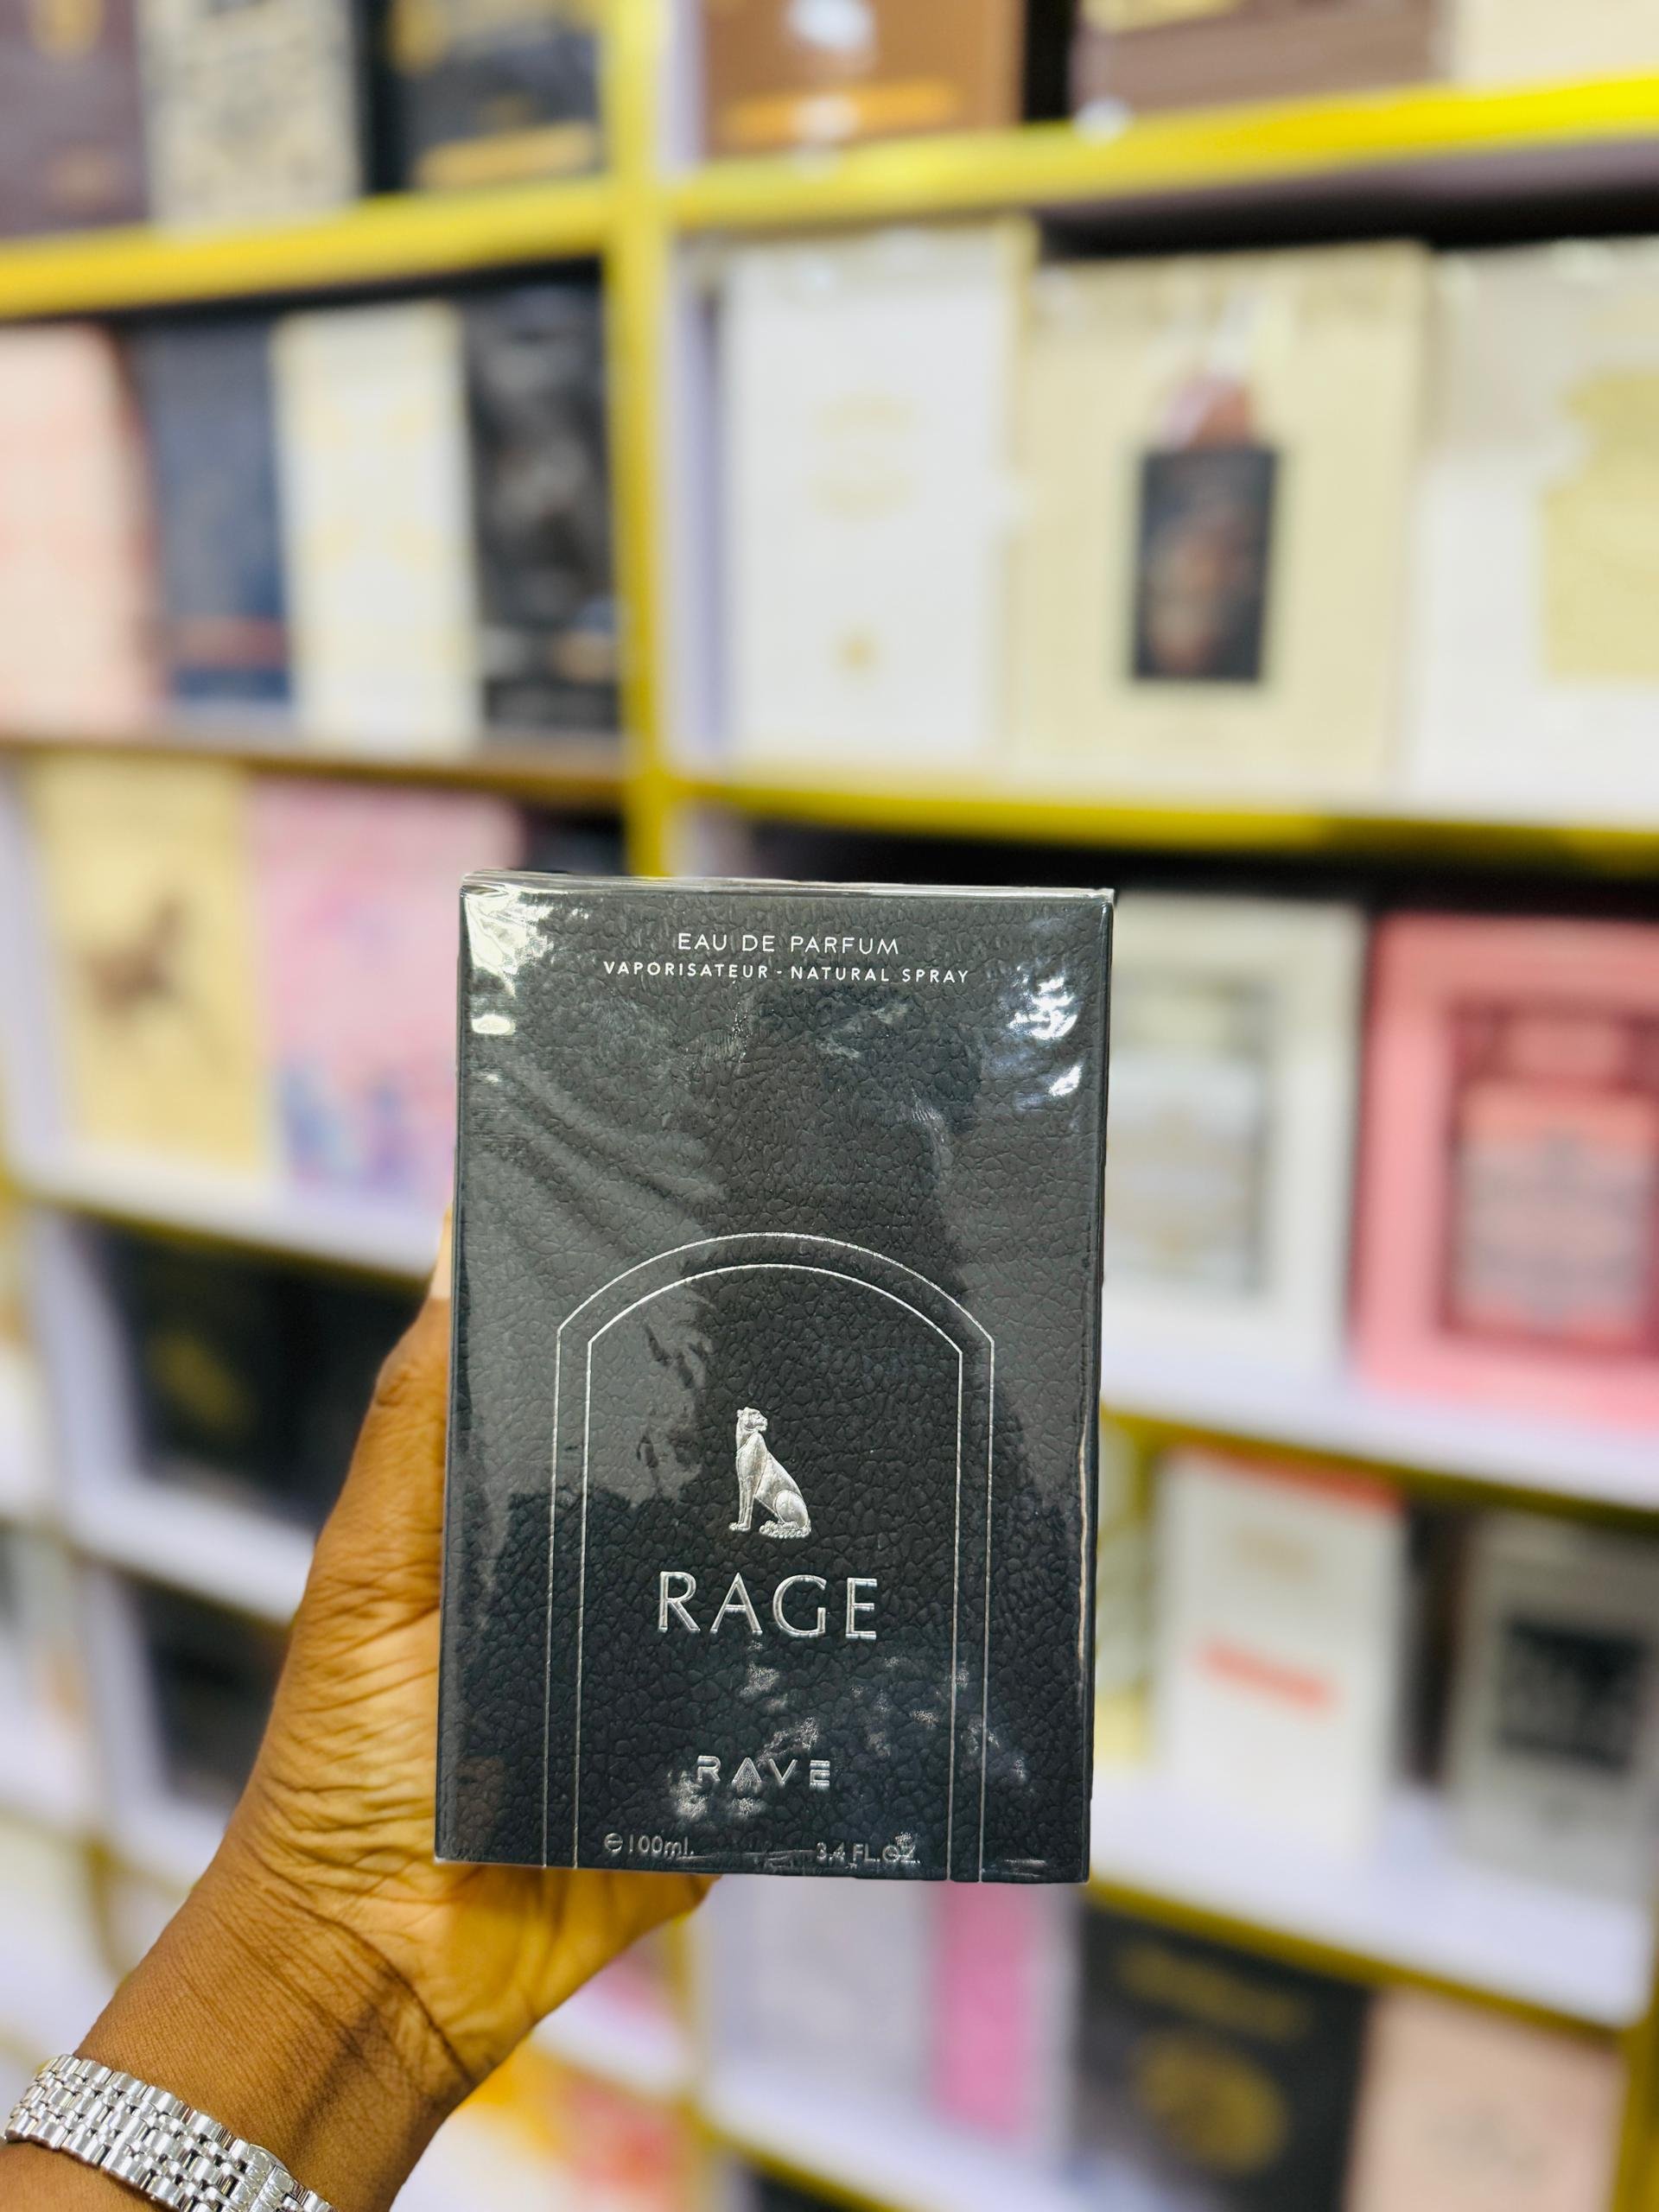 EAU DE PARFUM
VAPORISATEUR - NATURAL SPRAY
RAGE
RAVE
℮100ml. 3.4 FL.OZ.